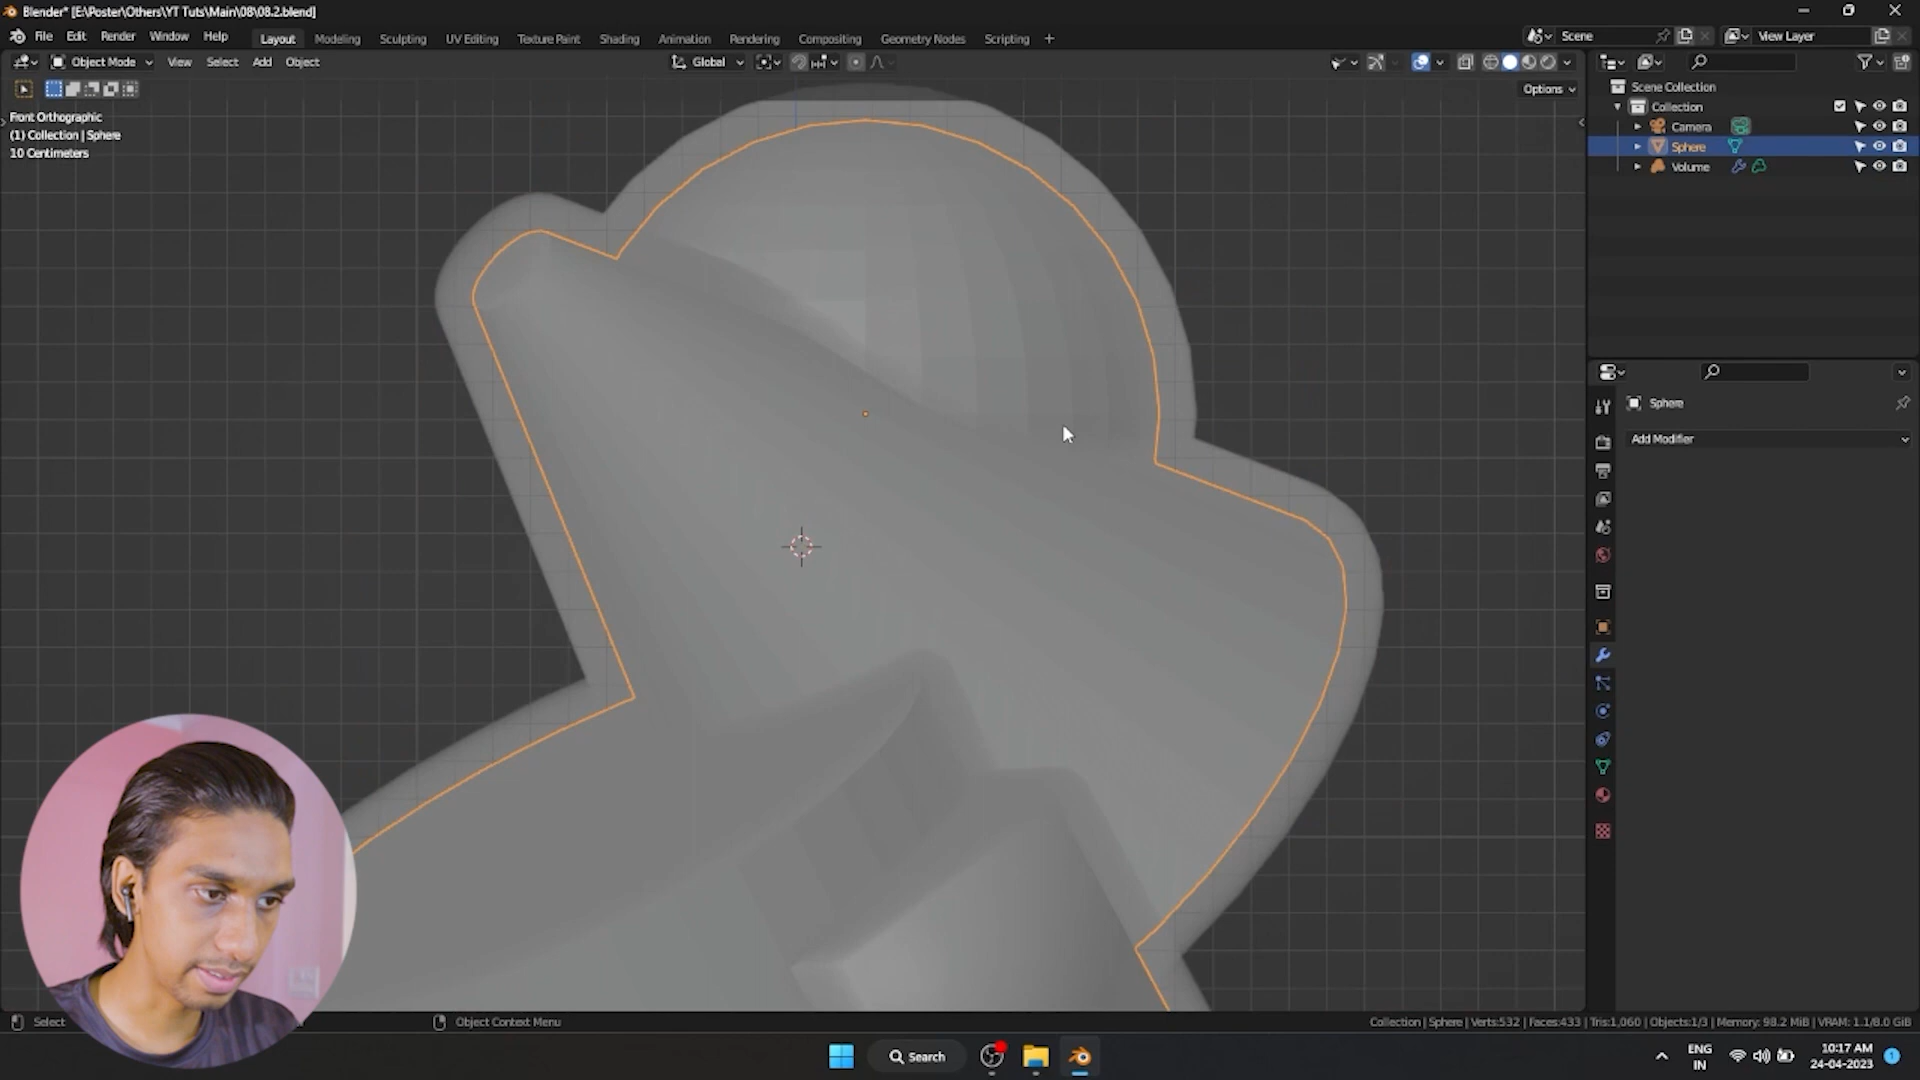 Blender* [E:\Poster\Others\YT Tuts\Main\08\08.2.blend]
File Edit Render Window Help Layout Modeling Sculpting UV Editing Texture Paint Shading Animation Rendering Compositing Geometry Nodes Scripting + Scene View Layer
Object Mode View Select Add Object Global
Options
Front Orthographic
(1) Collection | Sphere
10 Centimeters
Scene Collection
Collection
Camera
Sphere
Volume
Sphere
Add Modifier
Select Object Context Menu Collection | Sphere | Verts:532 | Faces:433 | Tris:1,060 | Objects:1/3 | Memory: 98.2 MiB | VRAM: 1.1/8.0 GiB
Search
ENG
IN
10:17 AM
24-04-2023
1